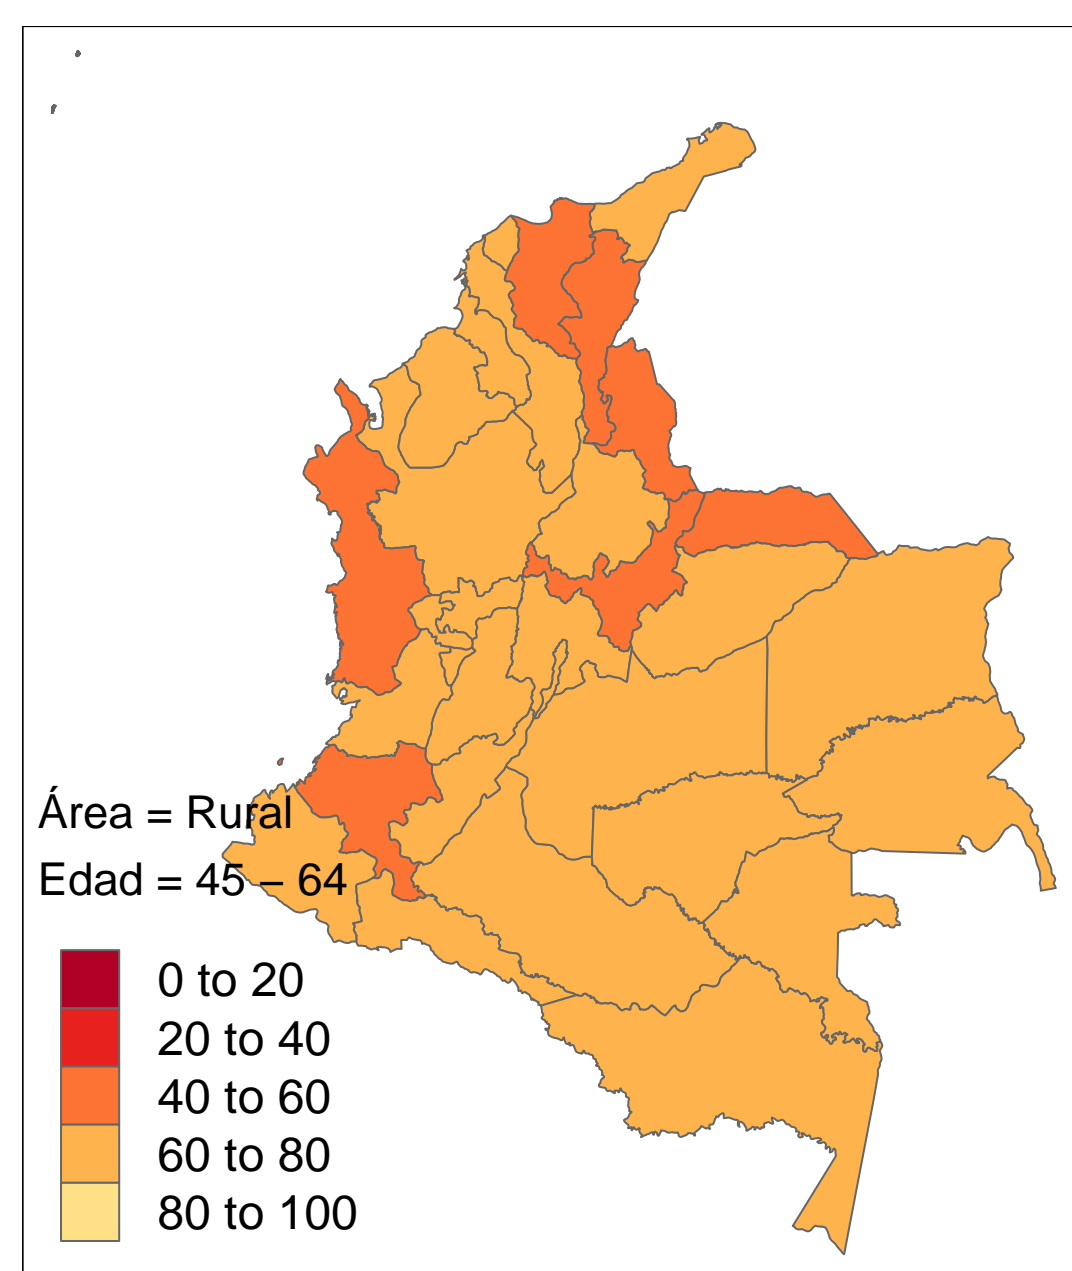 Área = Rural
Edad = 45 – 64
0 to 20
20 to 40
40 to 60
60 to 80
80 to 100